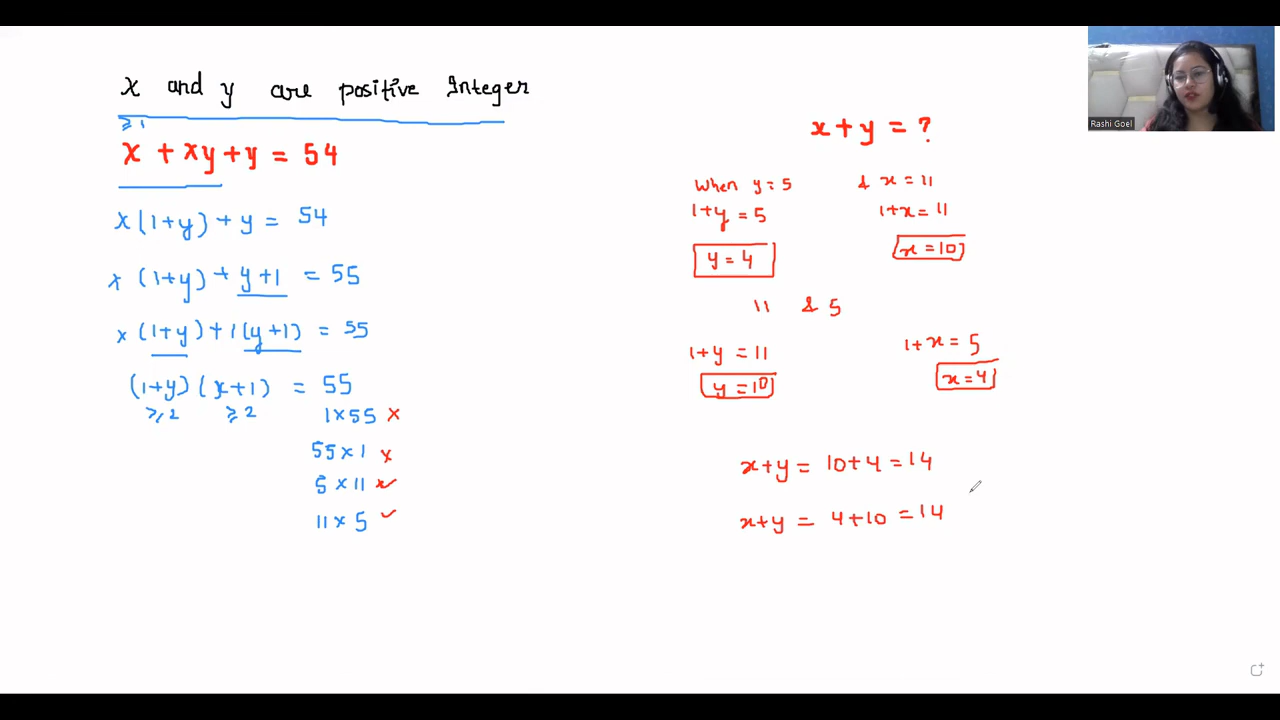 x and y are positive Integer
≥1
x + xy + y = 54
x(1+y) + y = 54
x (1+y) + y+1 = 55
x (1+y) + 1(y+1) = 55
(1+y) (x+1) = 55
≥2 ≥2
1×55 ×
55×1 ×
5×11 ✓
11×5 ✓
x+y = ?
When y=5 & x=11
1+y=5 1+x=11
y=4 x=10
11 & 5
1+y=11 1+x=5
y=10 x=4
x+y= 10+4=14
x+y= 4+10=14
Rashi Goel